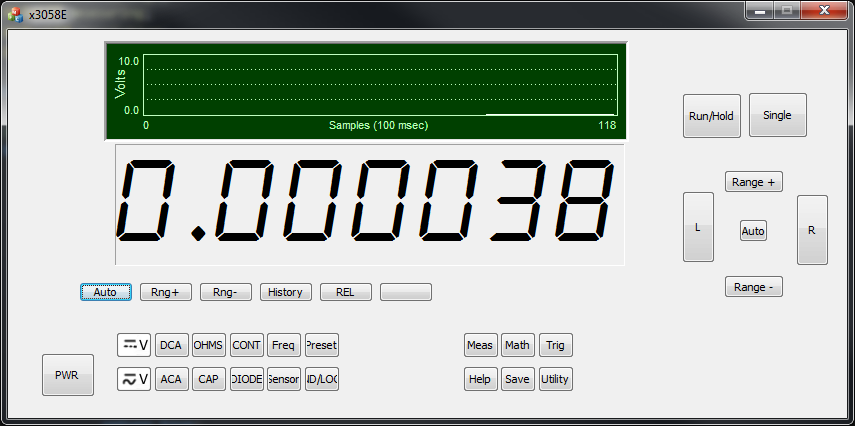 x3058E
10.0
Volts
0.0
0 Samples (100 msec) 118
0.000038
Run/Hold Single
Range +
L Auto R
Range -
Auto Rng+ Rng- History REL
V DCA OHMS CONT Freq Preset Meas Math Trig
PWR
V ACA CAP DIODE Sensor ND/LOC Help Save Utility